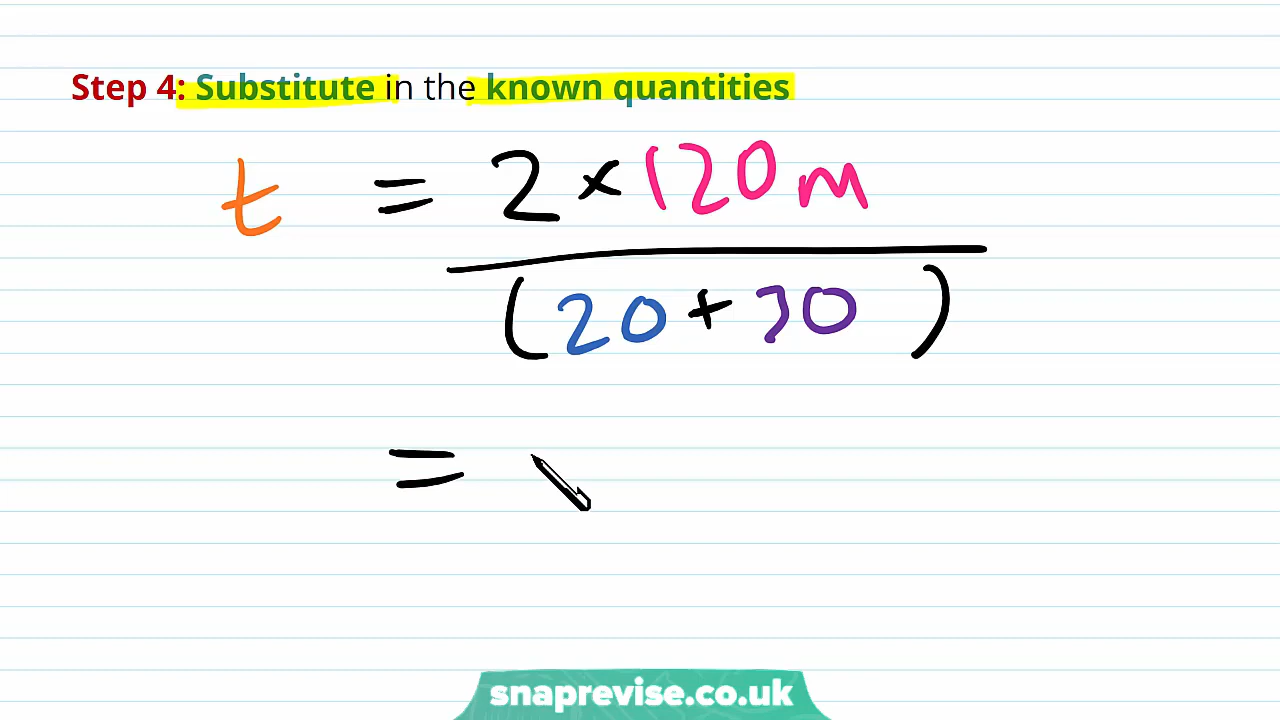 Step 4: Substitute in the known quantities
t = 2 × 120 m
(20 + 30)
=
snaprevise.co.uk